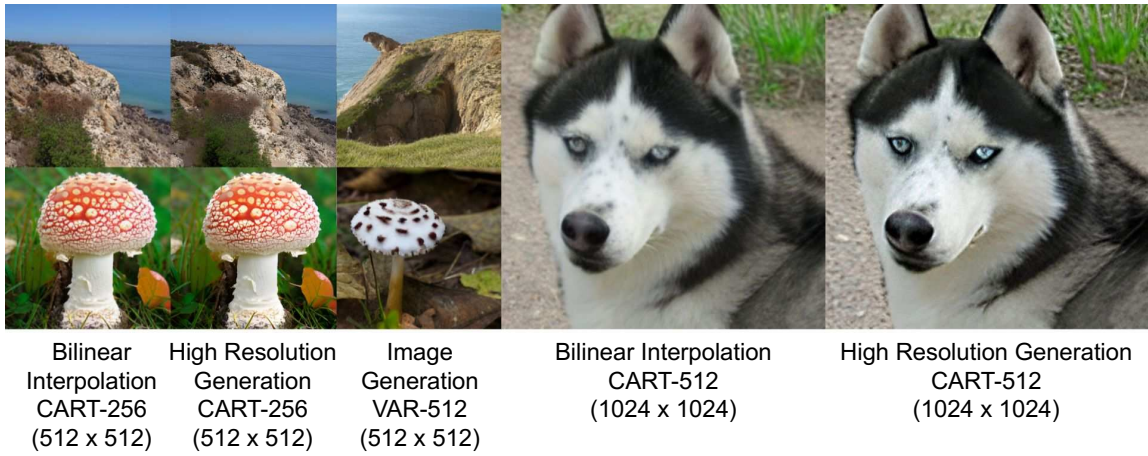 Bilinear
Interpolation
CART-256
(512 x 512)
High Resolution
Generation
CART-256
(512 x 512)
Image
Generation
VAR-512
(512 x 512)
Bilinear Interpolation
CART-512
(1024 x 1024)
High Resolution Generation
CART-512
(1024 x 1024)